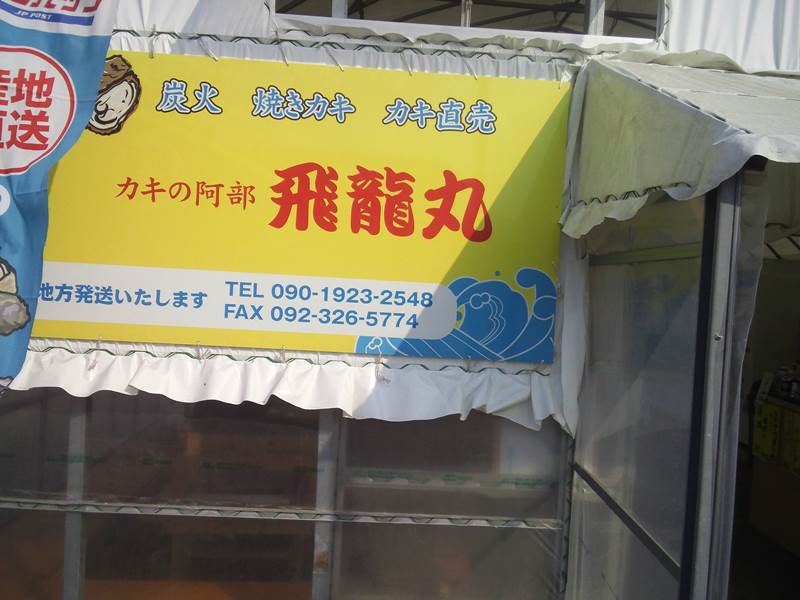 JP POST
産地
直送
炭火 焼きカキ カキ直売
カキの阿部 飛龍丸
地方発送いたします
TEL 090-1923-2548
FAX 092-326-5774